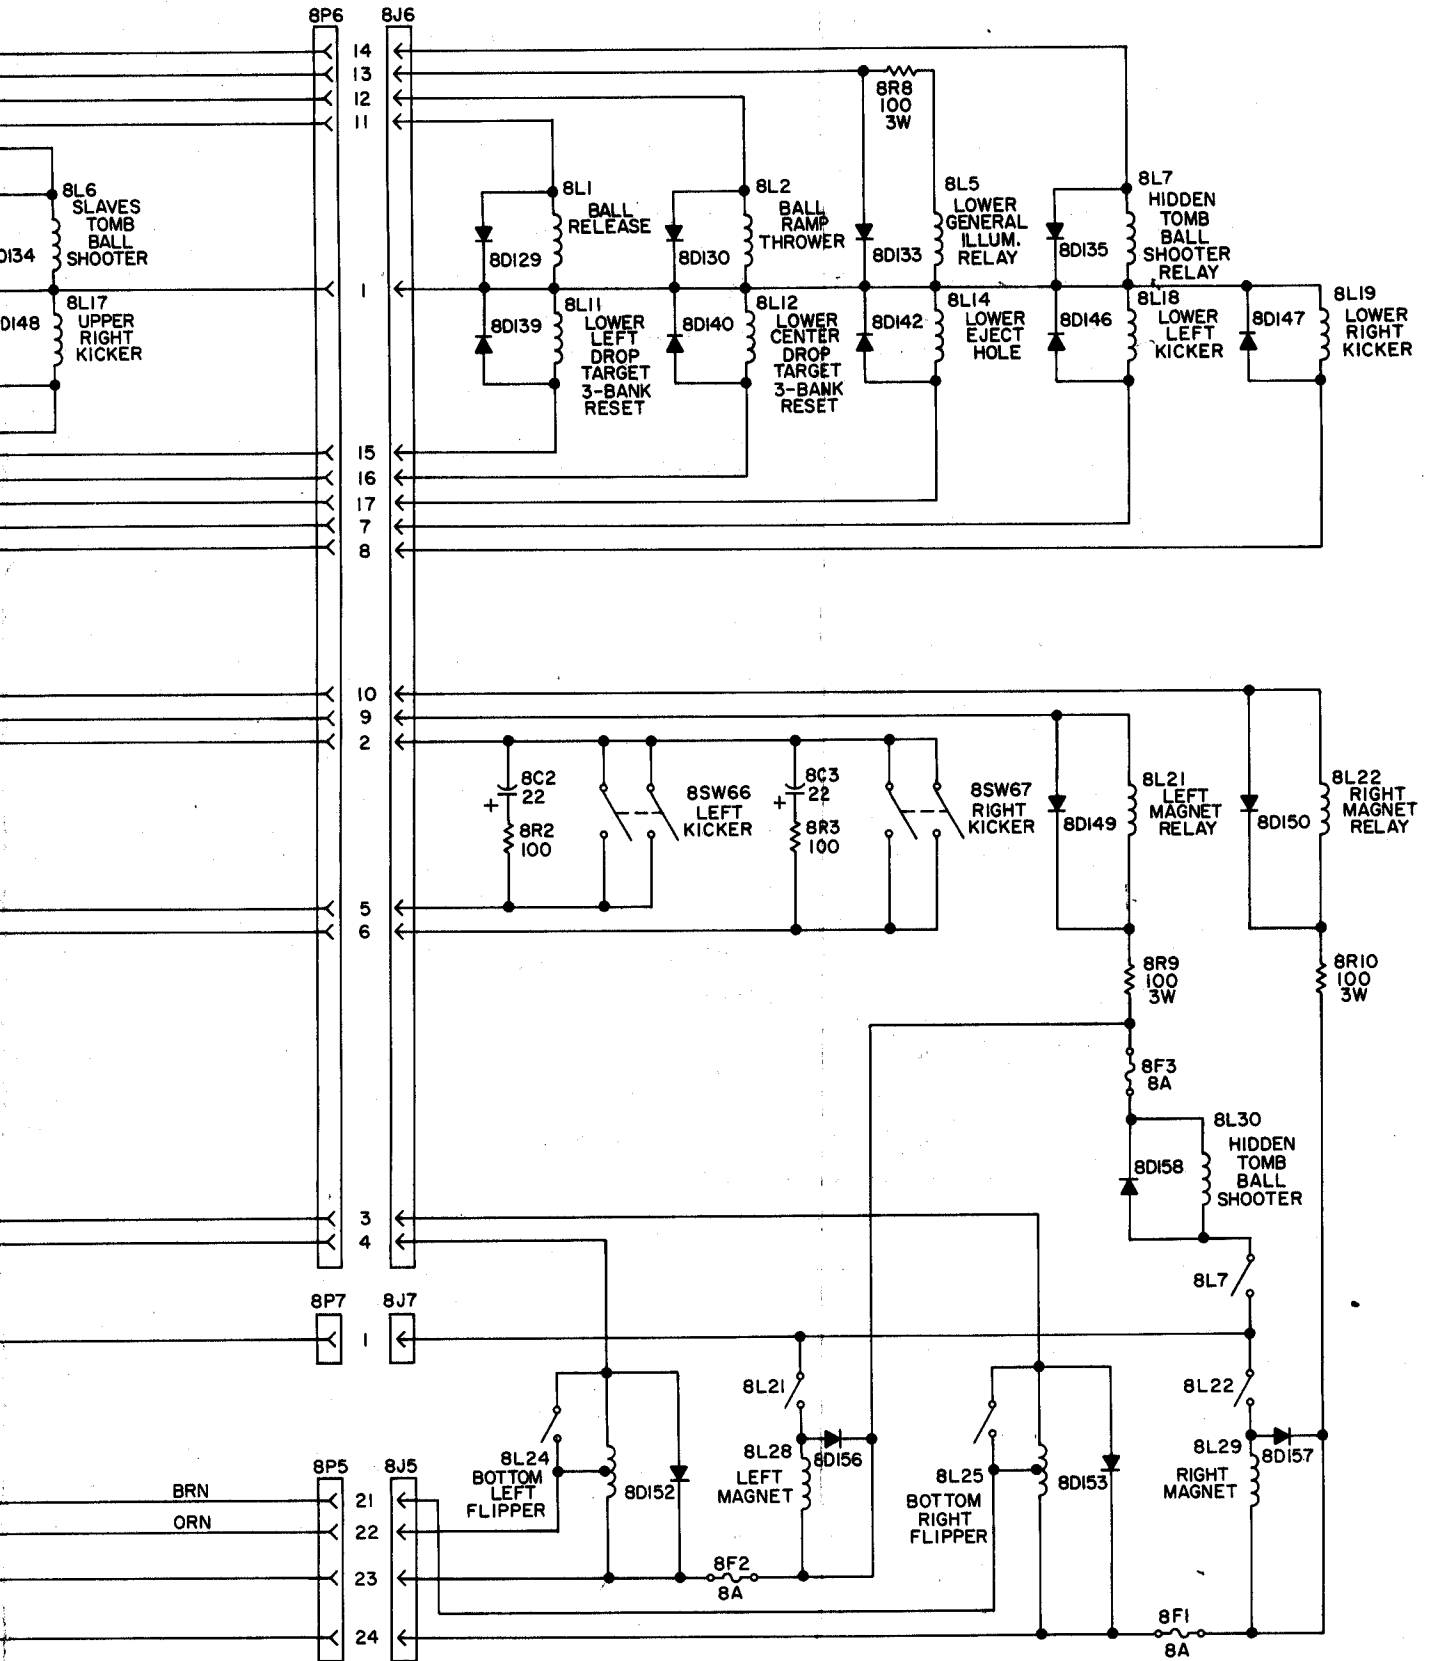 8P6
8J6
14
13
12
11
8R8
100
3W
8L6
SLAVES
TOMB
BALL
SHOOTER
D134
8L1
BALL
RELEASE
8D129
8L2
BALL
RAMP
THROWER
8D130
8L5
LOWER
GENERAL
ILLUM.
RELAY
8D133
8L7
HIDDEN
TOMB
BALL
SHOOTER
RELAY
8D135
1
8L17
UPPER
RIGHT
KICKER
D148
8L11
LOWER
LEFT
DROP
TARGET
3-BANK
RESET
8D139
8L12
LOWER
CENTER
DROP
TARGET
3-BANK
RESET
8D140
8L14
LOWER
EJECT
HOLE
8D142
8L18
LOWER
LEFT
KICKER
8D146
8L19
LOWER
RIGHT
KICKER
8D147
15
16
17
7
8
10
9
2
8C2
22
+
8R2
100
8SW66
LEFT
KICKER
8C3
22
+
8R3
100
8SW67
RIGHT
KICKER
8L21
LEFT
MAGNET
RELAY
8D149
8L22
RIGHT
MAGNET
RELAY
8D150
5
6
8R9
100
3W
8R10
100
3W
8F3
8A
8L30
HIDDEN
TOMB
BALL
SHOOTER
8D158
3
4
8L7
8P7
8J7
1
8L21
8L22
8L24
BOTTOM
LEFT
FLIPPER
8D152
8L28
LEFT
MAGNET
8D156
8L25
BOTTOM
RIGHT
FLIPPER
8D153
8L29
RIGHT
MAGNET
8D157
8P5
8J5
BRN
21
ORN
22
23
8F2
8A
24
8F1
8A